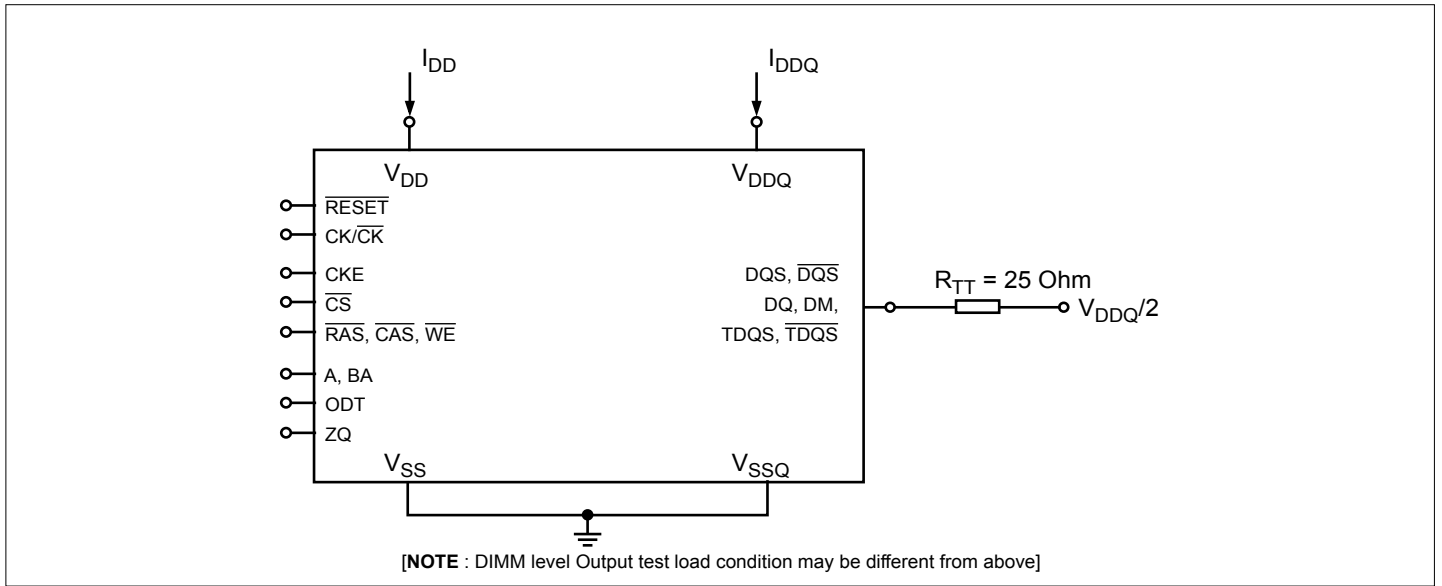 IDD IDDQ
VDD VDDQ
RESET
CK/CK
CKE DQS, DQS
CS DQ, DM,
RAS, CAS, WE TDQS, TDQS
RTT = 25 Ohm
VDDQ/2
A, BA
ODT
ZQ
VSS VSSQ
[NOTE : DIMM level Output test load condition may be different from above]